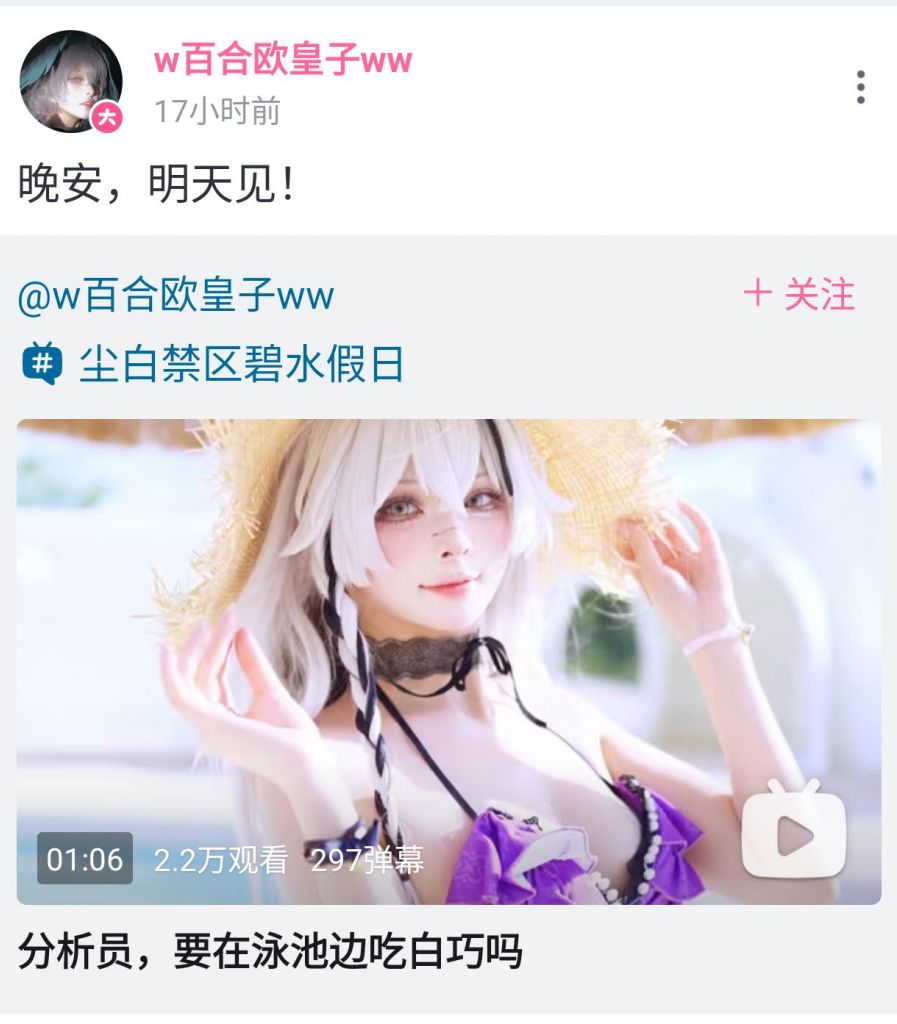 w百合欧皇子ww
大
17小时前
晚安，明天见！
@w百合欧皇子ww
+ 关注
# 尘白禁区碧水假日
01:06 2.2万观看 297弹幕
分析员，要在泳池边吃白巧吗